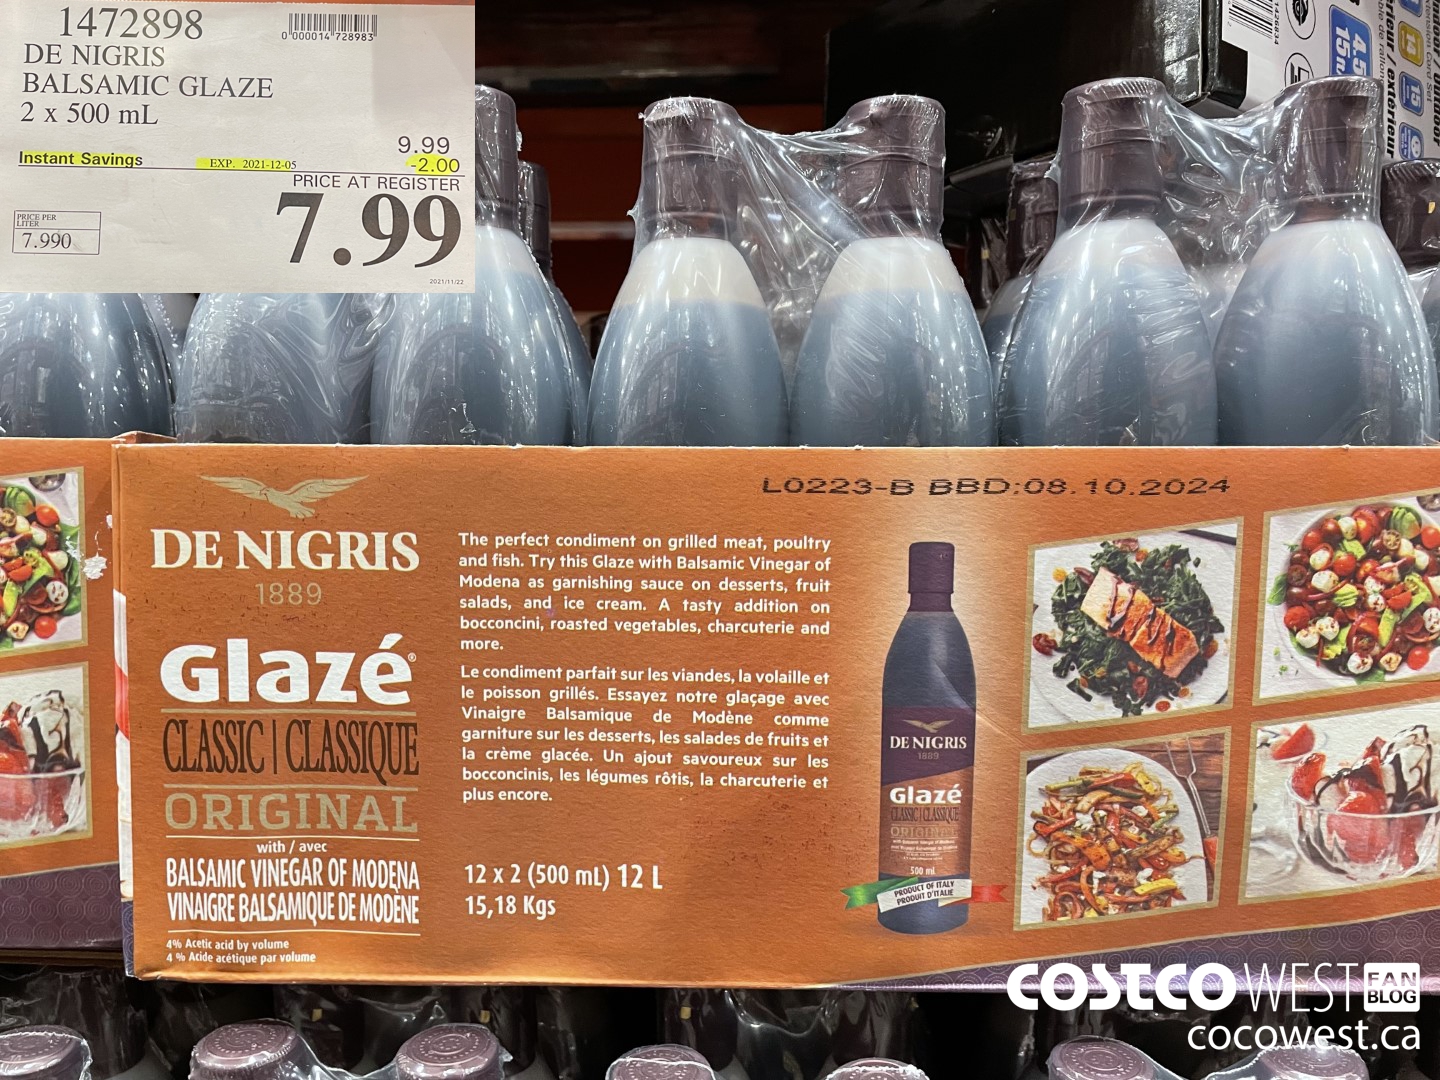 1472898
0 000014 728983
DE NIGRIS
BALSAMIC GLAZE
2 x 500 mL
9.99
Instant Savings EXP. 2021-12-05 -2.00
PRICE AT REGISTER
7.99
PRICE PER
LITER
7.990
2021/11/22
1426834
4.5
15
14
15
extérieur / extérieur
L0223-B BBD:08.10.2024
DE NIGRIS
1889
Glazé®
CLASSIC | CLASSIQUE
ORIGINAL
with / avec
BALSAMIC VINEGAR OF MODENA
VINAIGRE BALSAMIQUE DE MODÈNE
4% Acetic acid by volume
4 % Acide acétique par volume
The perfect condiment on grilled meat, poultry
and fish. Try this Glaze with Balsamic Vinegar of
Modena as garnishing sauce on desserts, fruit
salads, and ice cream. A tasty addition on
bocconcini, roasted vegetables, charcuterie and
more.
Le condiment parfait sur les viandes, la volaille et
le poisson grillés. Essayez notre glaçage avec
Vinaigre Balsamique de Modène comme
garniture sur les desserts, les salades de fruits et
la crème glacée. Un ajout savoureux sur les
bocconcinis, les légumes rôtis, la charcuterie et
plus encore.
12 x 2 (500 mL) 12 L
15,18 Kgs
DE NIGRIS
1889
Glazé
CLASSIC | CLASSIQUE
ORIGINAL
500 ml
PRODUCT OF ITALY
PRODUIT D'ITALIE
COSTCO WEST FAN BLOG
cocowest.ca